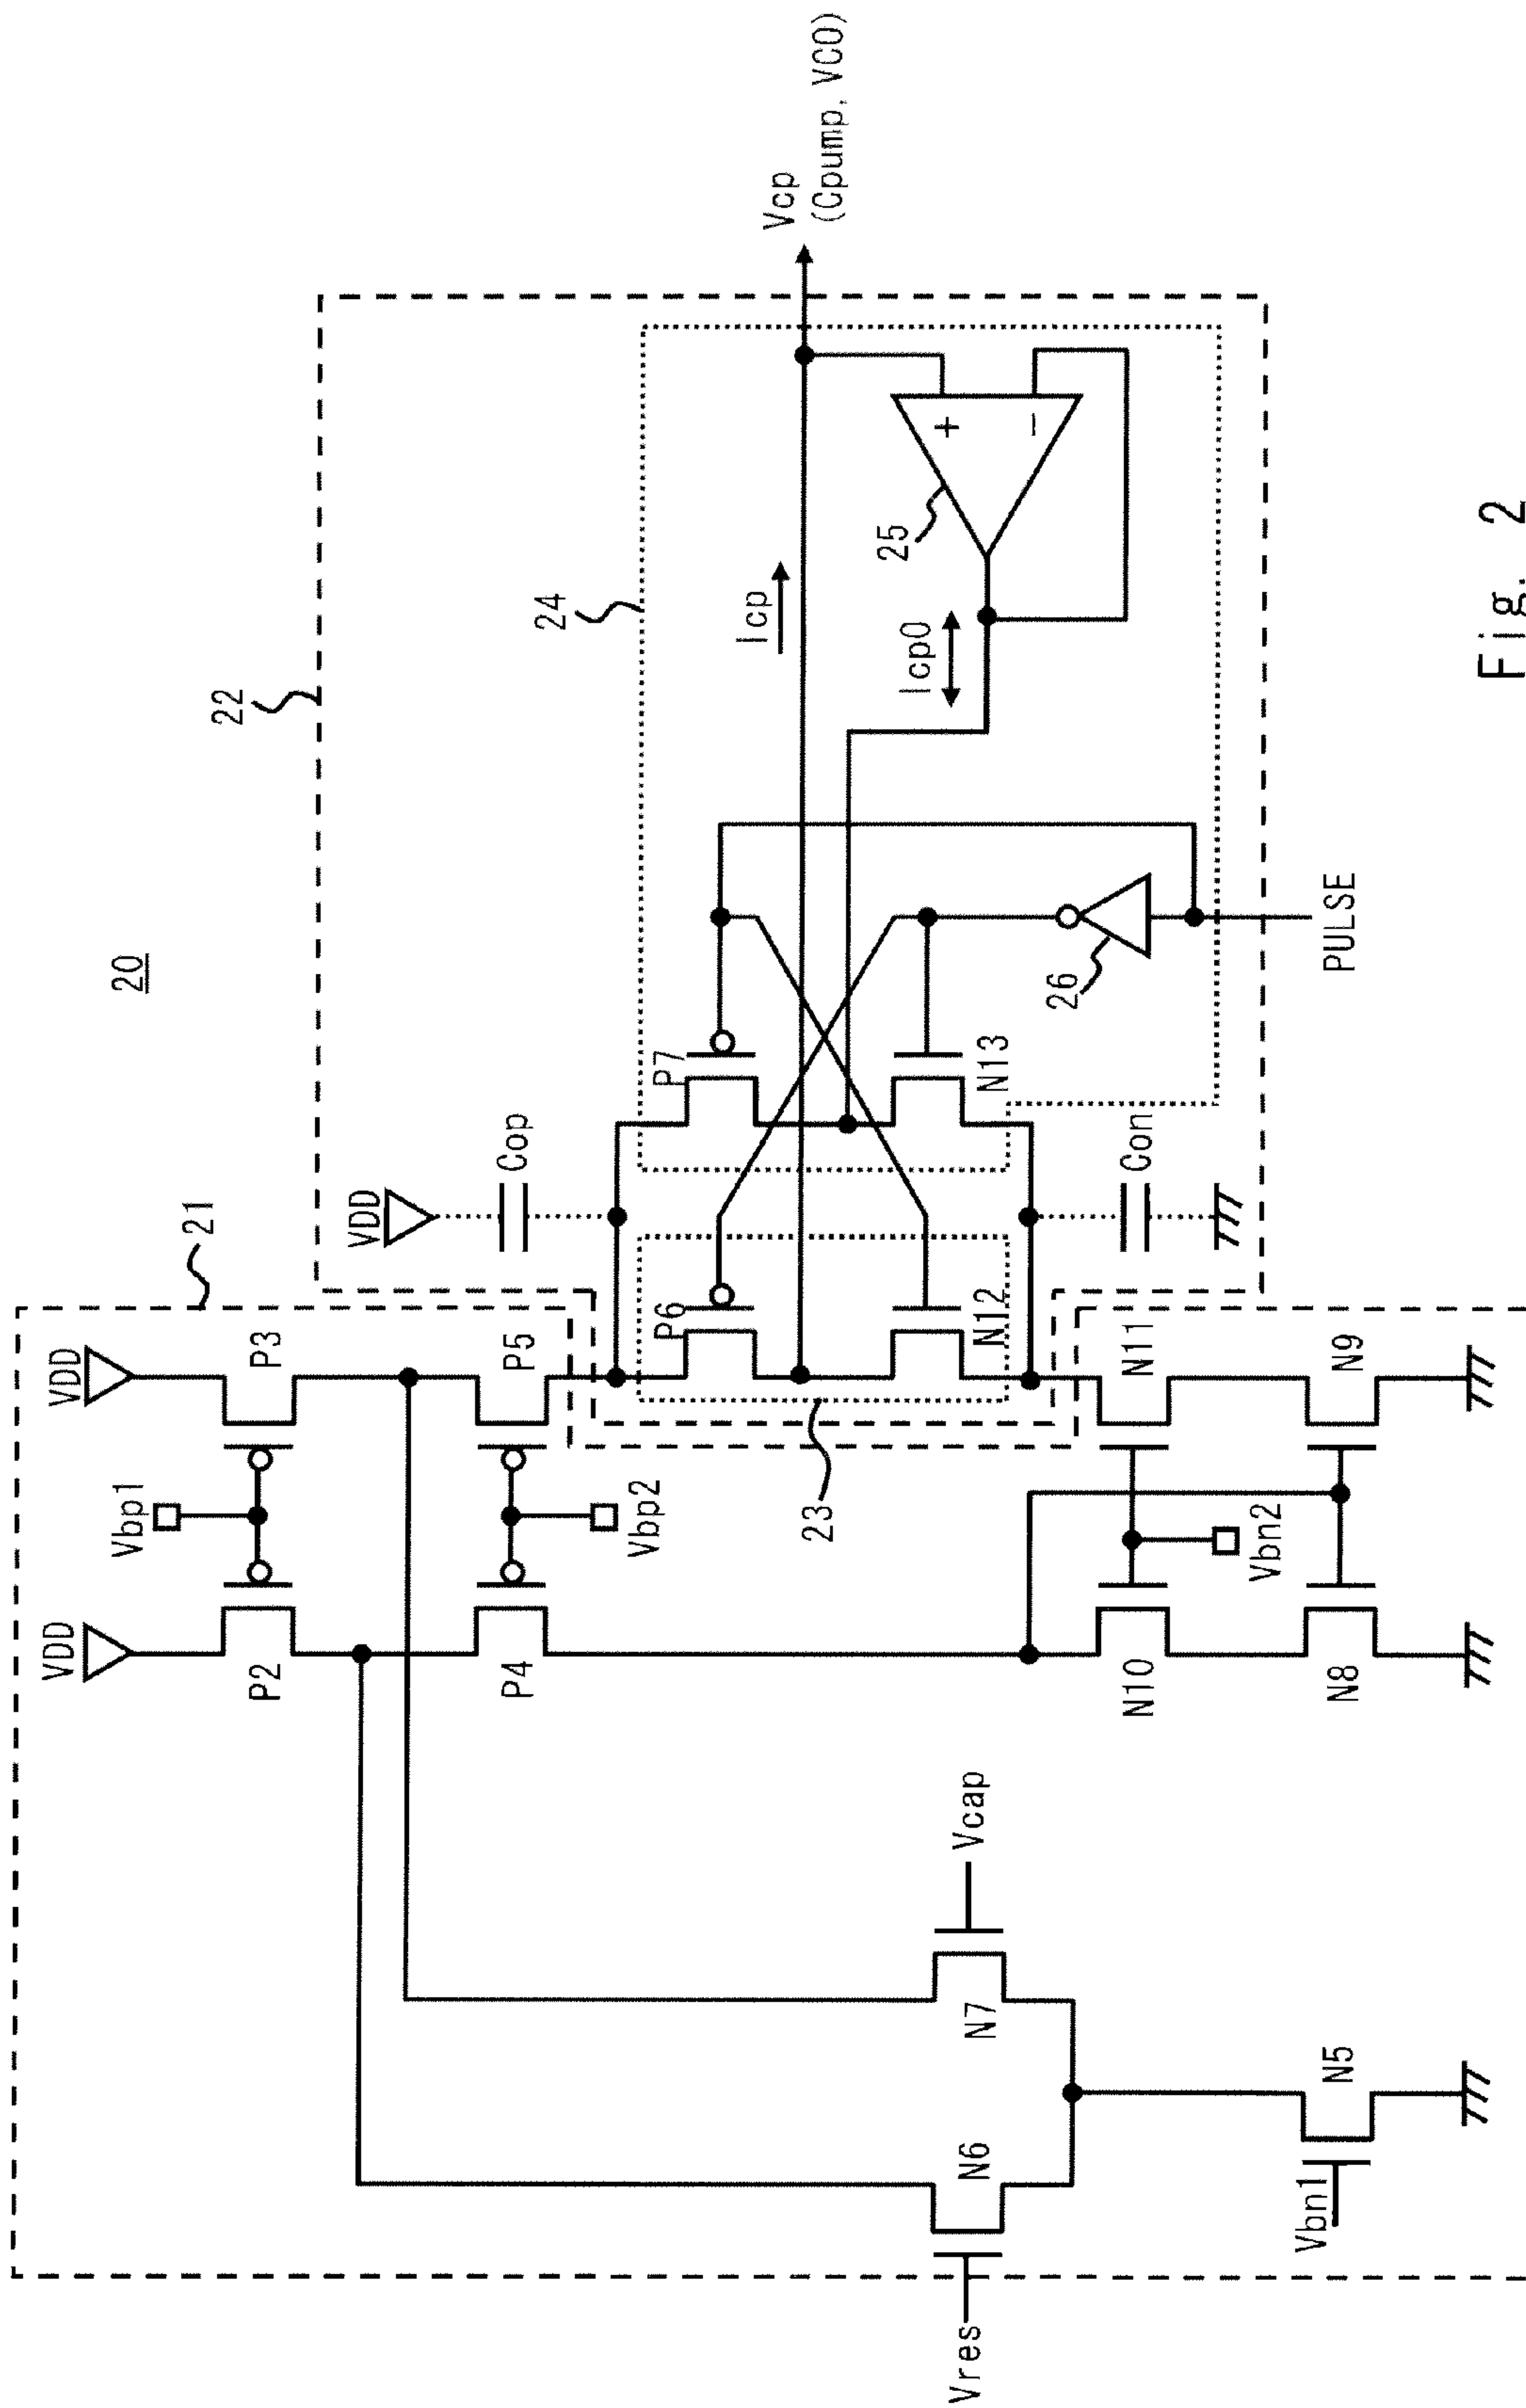 20
21
22
VDD
VDD
P2
P3
Vbp1
P4
P5
Vbp2
VDD
Cop
24
P6
P7
Icp
Vcp
(Cpump, VCO)
23
N12
N13
Icp0
25
+
−
26
Con
PULSE
Vres
N6
N7
Vcap
N10
N11
Vbn2
N8
N9
Vbn1
N5
Fig. 2